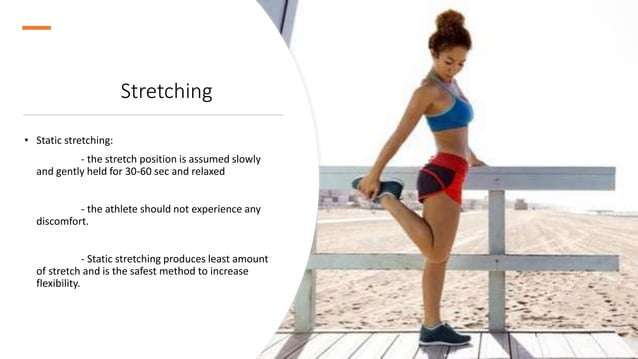 Stretching
• Static stretching:
- the stretch position is assumed slowly
and gently held for 30-60 sec and relaxed
- the athlete should not experience any
discomfort.
- Static stretching produces least amount
of stretch and is the safest method to increase
flexibility.